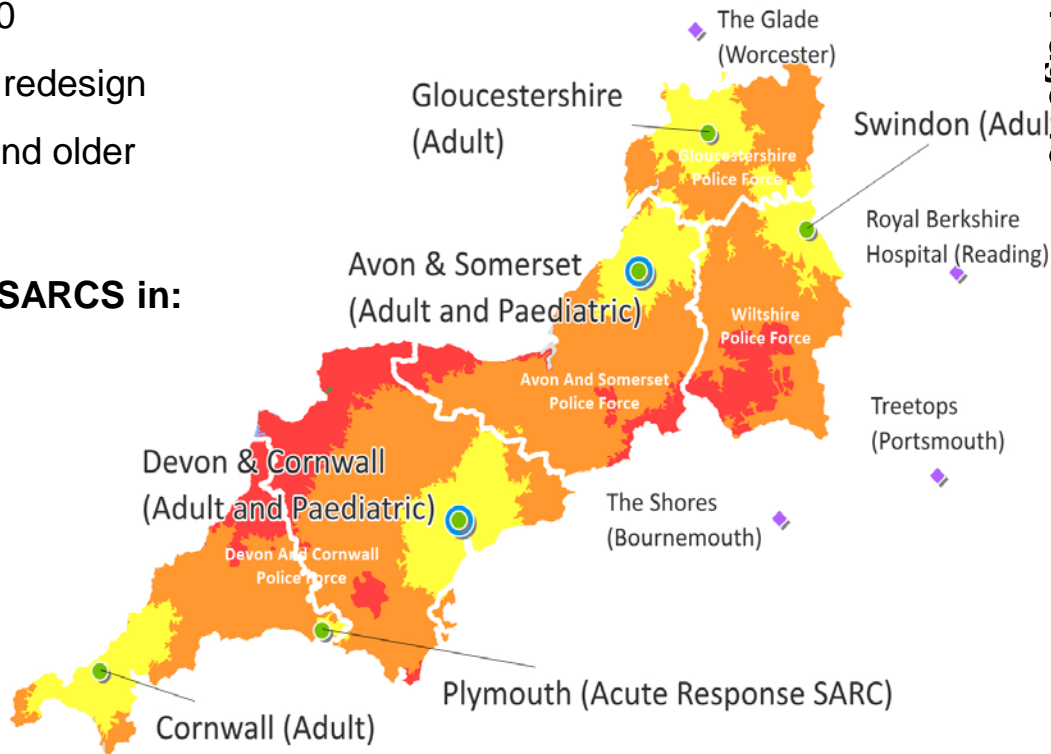 0
redesign
nd older
SARCS in:
The Glade
(Worcester)
Gloucestershire
(Adult)
Swindon (Adul
Gloucestershire
Police Force
Royal Berkshire
Hospital (Reading)
Avon & Somerset
(Adult and Paediatric)
Wiltshire
Police Force
Avon And Somerset
Police Force
Treetops
(Portsmouth)
Devon & Cornwall
(Adult and Paediatric)
The Shores
(Bournemouth)
Devon And Cornwall
Police Force
Plymouth (Acute Response SARC)
Cornwall (Adult)